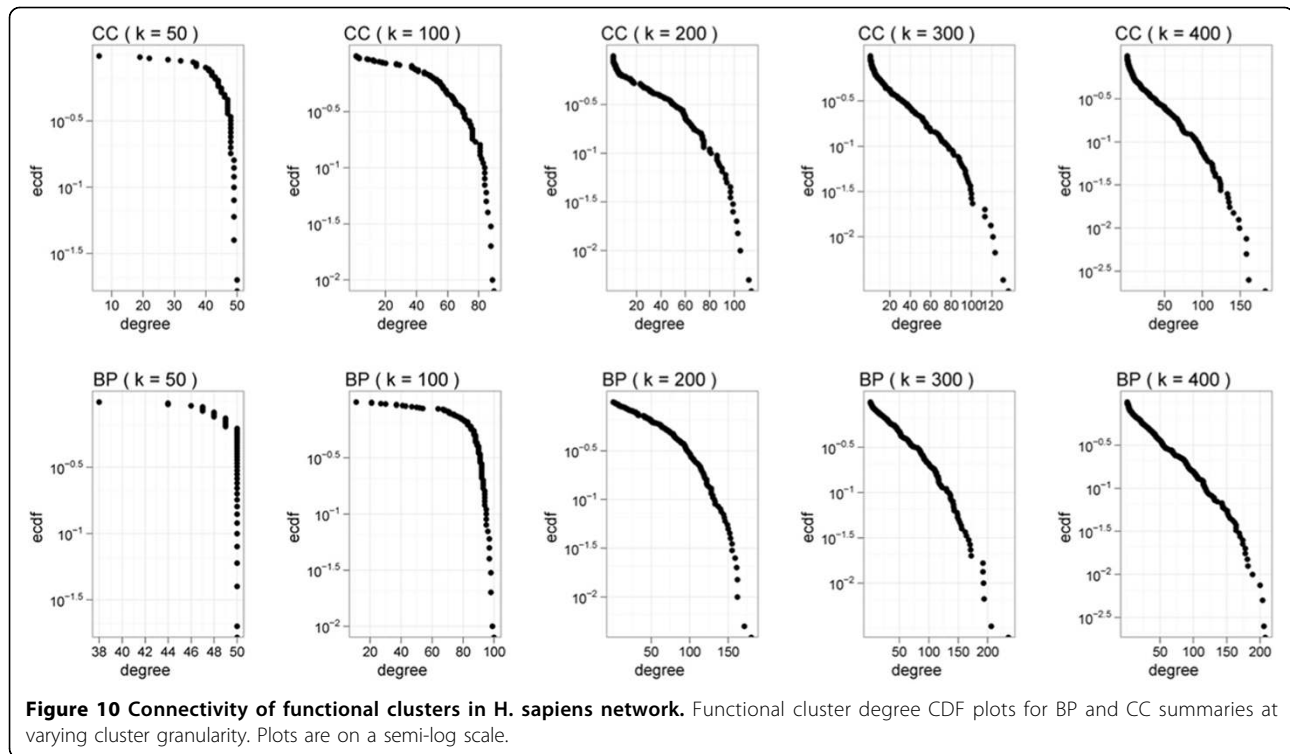 CC ( k = 50 )
CC ( k = 100 )
CC ( k = 200 )
CC ( k = 300 )
CC ( k = 400 )
ecdf
10^−0.5
10^−1
10^−1.5
10 20 30 40 50
degree
ecdf
10^−0.5
10^−1
10^−1.5
10^−2
20 40 60 80
degree
ecdf
10^−0.5
10^−1
10^−1.5
10^−2
20 40 60 80 100
degree
ecdf
10^−0.5
10^−1
10^−1.5
10^−2
20 40 60 80 100 120
degree
ecdf
10^−0.5
10^−1
10^−1.5
10^−2
10^−2.5
50 100 150
degree
BP ( k = 50 )
BP ( k = 100 )
BP ( k = 200 )
BP ( k = 300 )
BP ( k = 400 )
ecdf
10^−0.5
10^−1
10^−1.5
38 40 42 44 46 48 50
degree
ecdf
10^−0.5
10^−1
10^−1.5
10^−2
20 40 60 80 100
degree
ecdf
10^−0.5
10^−1
10^−1.5
10^−2
50 100 150
degree
ecdf
10^−0.5
10^−1
10^−1.5
10^−2
50 100 150 200
degree
ecdf
10^−0.5
10^−1
10^−1.5
10^−2
10^−2.5
50 100 150 200
degree
Figure 10 Connectivity of functional clusters in H. sapiens network. Functional cluster degree CDF plots for BP and CC summaries at
varying cluster granularity. Plots are on a semi-log scale.